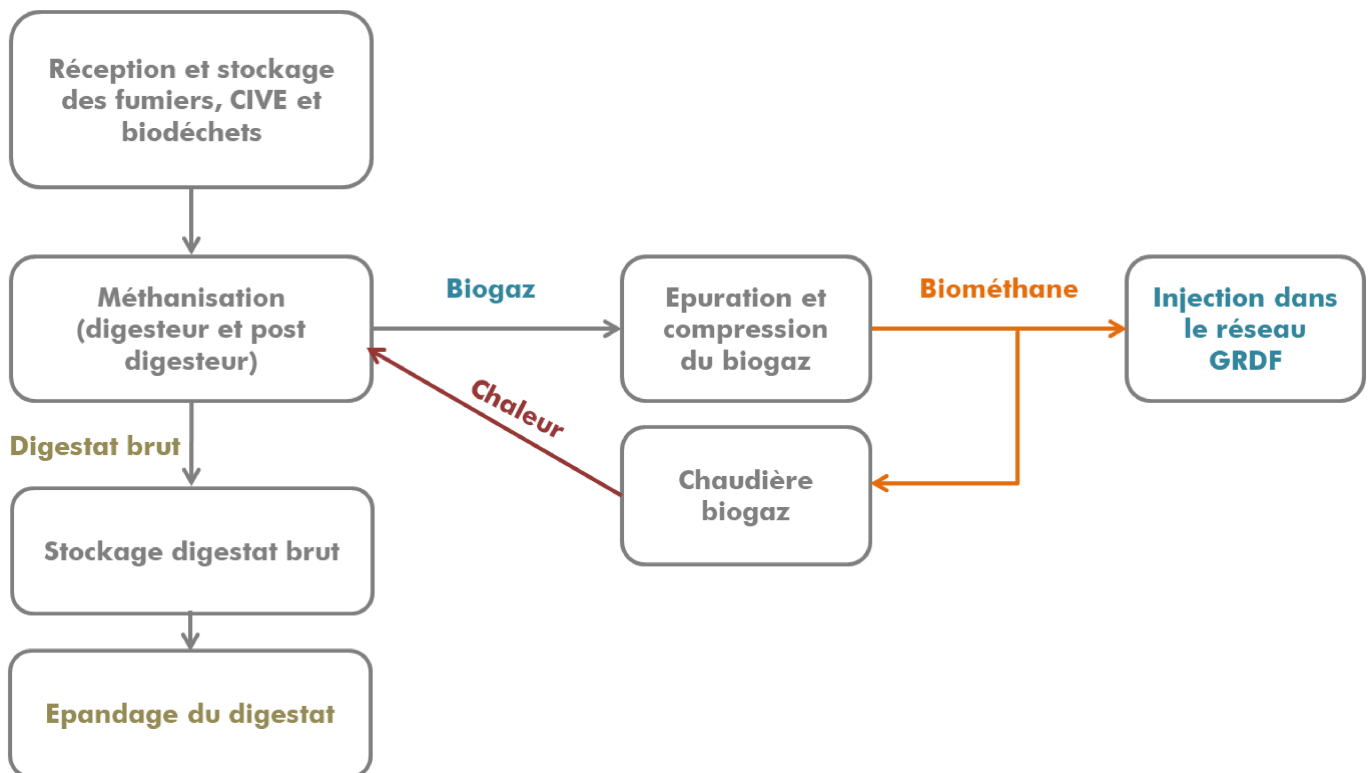 Réception et stockage
des fumiers, CIVE et
biodéchets
Méthanisation
(digesteur et post
digesteur)
Biogaz
Epuration et
compression
du biogaz
Biométhane
Injection dans
le réseau
GRDF
Chaleur
Chaudière
biogaz
Digestat brut
Stockage digestat brut
Epandage du digestat